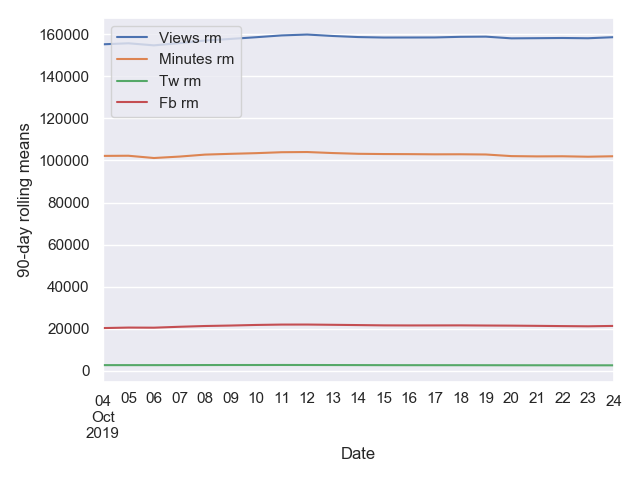 160000
140000
120000
100000
80000
60000
40000
20000
0
90-day rolling means
Views rm
Minutes rm
Tw rm
Fb rm
04 05 06 07 08 09 10 11 12 13 14 15 16 17 18 19 20 21 22 23 24
Oct
2019
Date